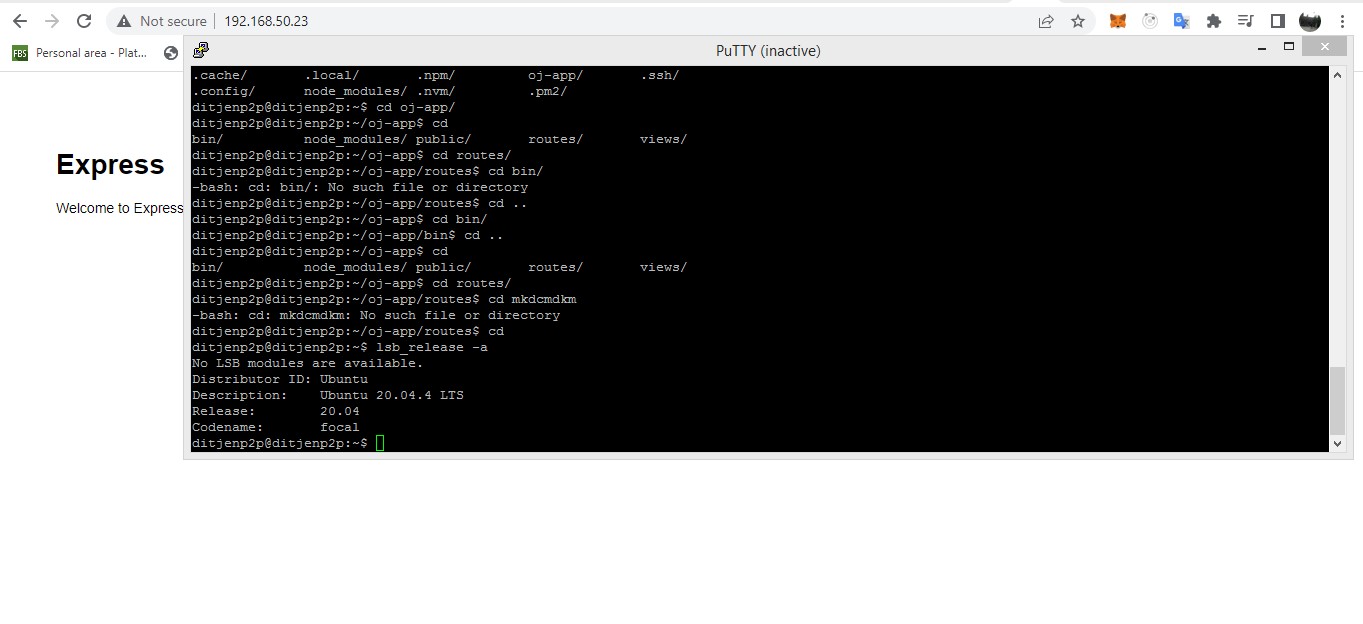 Not secure | 192.168.50.23
FBS Personal area - Plat...
PuTTY (inactive)
Express
Welcome to Express
.cache/ .local/ .npm/ oj-app/ .ssh/
.config/ node_modules/ .nvm/ .pm2/
ditjenp2p@ditjenp2p:~$ cd oj-app/
ditjenp2p@ditjenp2p:~/oj-app$ cd
bin/ node_modules/ public/ routes/ views/
ditjenp2p@ditjenp2p:~/oj-app$ cd routes/
ditjenp2p@ditjenp2p:~/oj-app/routes$ cd bin/
-bash: cd: bin/: No such file or directory
ditjenp2p@ditjenp2p:~/oj-app/routes$ cd ..
ditjenp2p@ditjenp2p:~/oj-app$ cd bin/
ditjenp2p@ditjenp2p:~/oj-app/bin$ cd ..
ditjenp2p@ditjenp2p:~/oj-app$ cd
bin/ node_modules/ public/ routes/ views/
ditjenp2p@ditjenp2p:~/oj-app$ cd routes/
ditjenp2p@ditjenp2p:~/oj-app/routes$ cd mkdcmdkm
-bash: cd: mkdcmdkm: No such file or directory
ditjenp2p@ditjenp2p:~/oj-app/routes$ cd
ditjenp2p@ditjenp2p:~$ lsb_release -a
No LSB modules are available.
Distributor ID: Ubuntu
Description: Ubuntu 20.04.4 LTS
Release: 20.04
Codename: focal
ditjenp2p@ditjenp2p:~$